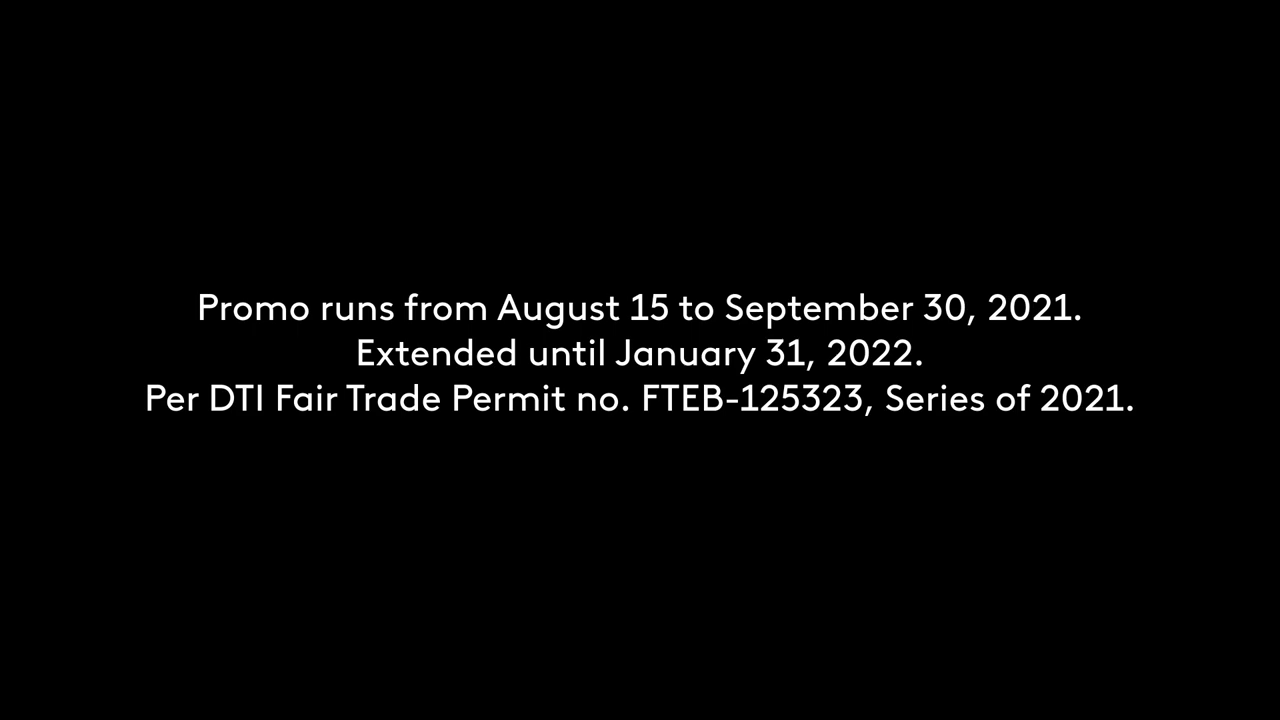 Promo runs from August 15 to September 30, 2021.
Extended until January 31, 2022.
Per DTI Fair Trade Permit no. FTEB-125323, Series of 2021.